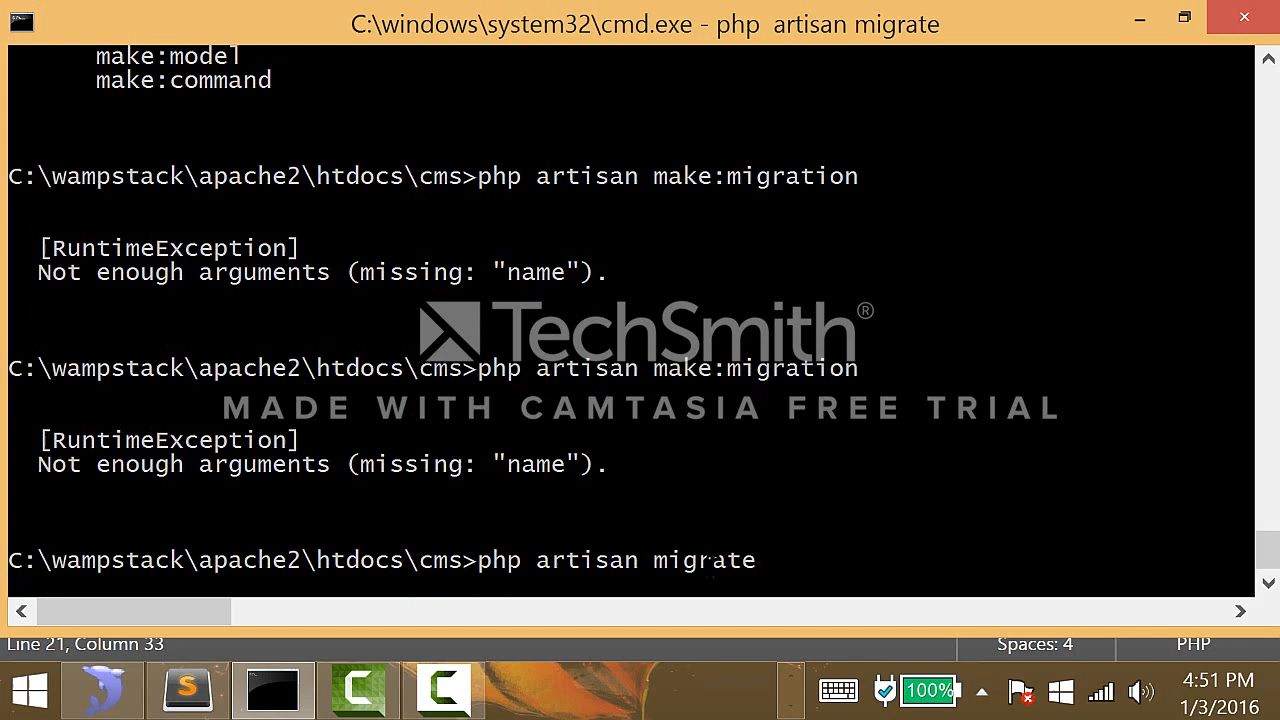 C:\windows\system32\cmd.exe - php  artisan migrate
make:model
make:command
C:\wampstack\apache2\htdocs\cms>php artisan make:migration
[RuntimeException]
Not enough arguments (missing: "name").
TechSmith®
C:\wampstack\apache2\htdocs\cms>php artisan make:migration
MADE WITH CAMTASIA FREE TRIAL
[RuntimeException]
Not enough arguments (missing: "name").
C:\wampstack\apache2\htdocs\cms>php artisan migrate
Line 21, Column 33
Spaces: 4
PHP
100%
4:51 PM
1/3/2016